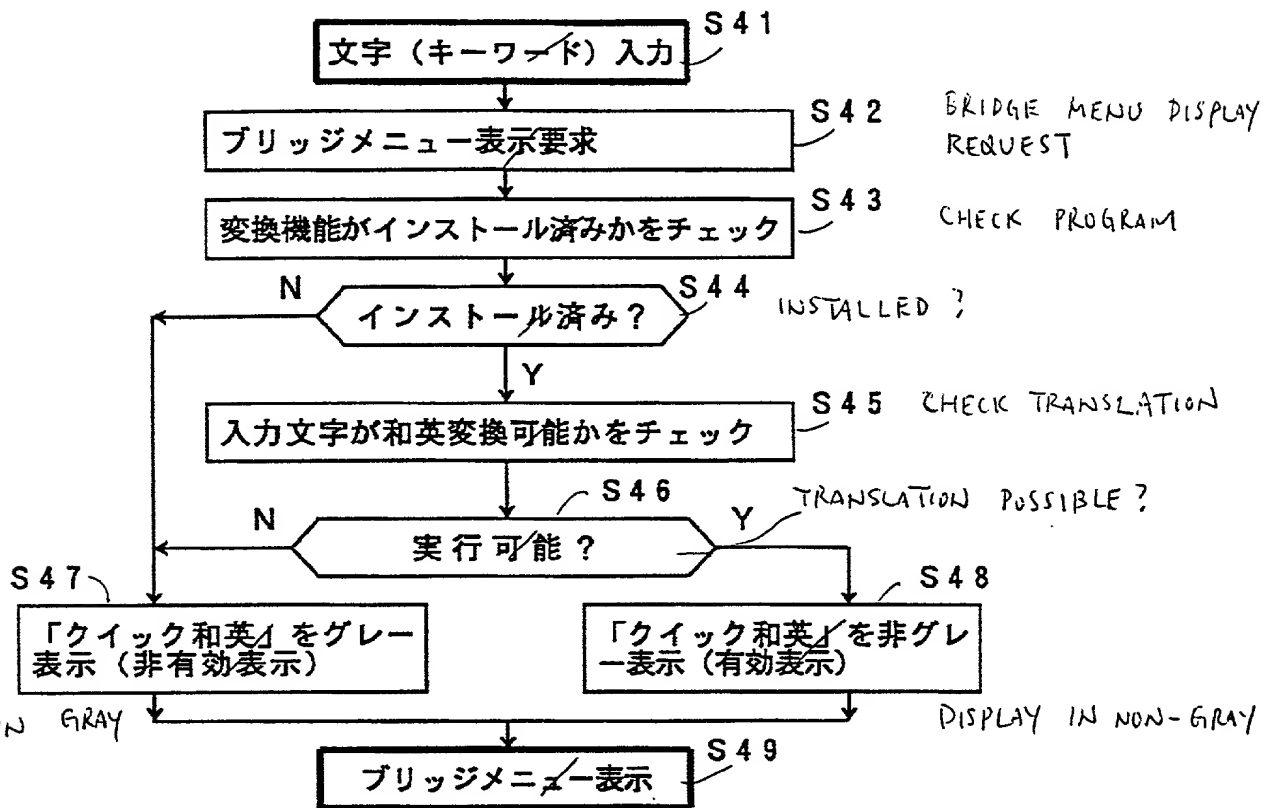 S41
文字（キーワード）入力
S42
BRIDGE MENU DISPLAY
REQUEST
ブリッジメニュー表示要求
S43
CHECK PROGRAM
変換機能がインストール済みかをチェック
N
S44
インストール済み？
INSTALLED ?
Y
S45
CHECK TRANSLATION
入力文字が和英変換可能かをチェック
S46
TRANSLATION POSSIBLE ?
N
実行可能？
Y
S47
S48
「クイック和英」をグレー
表示（非有効表示）
「クイック和英」を非グレ
ー表示（有効表示）
GRAY
DISPLAY IN NON-GRAY
S49
ブリッジメニュー表示